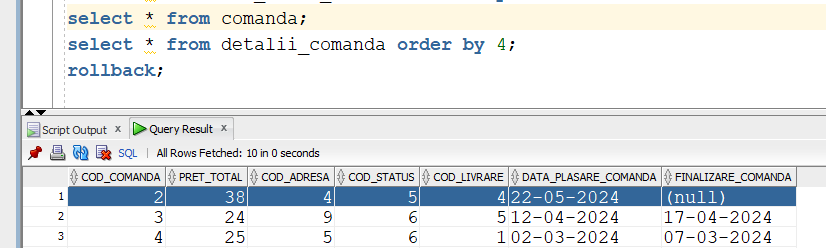 select * from comanda;
select * from detalii_comanda order by 4;
rollback;
Script Output x Query Result x
SQL | All Rows Fetched: 10 in 0 seconds
COD_COMANDA PRET_TOTAL COD_ADRESA COD_STATUS COD_LIVRARE DATA_PLASARE_COMANDA FINALIZARE_COMANDA
1 2 38 4 5 4 22-05-2024 (null)
2 3 24 9 6 5 12-04-2024 17-04-2024
3 4 25 5 6 1 02-03-2024 07-03-2024